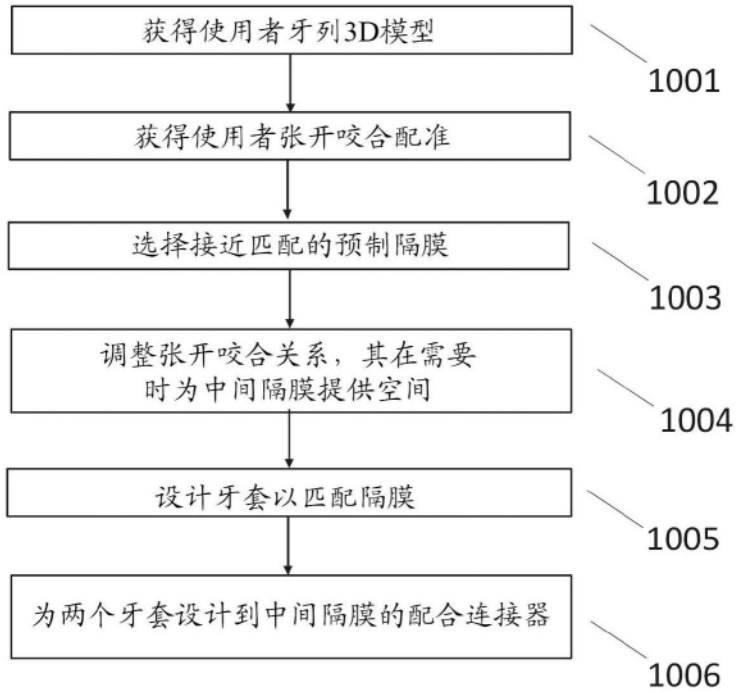 获得使用者牙列3D模型
1001
获得使用者张开咬合配准
1002
选择接近匹配的预制隔膜
1003
调整张开咬合关系，其在需要
时为中间隔膜提供空间
1004
设计牙套以匹配隔膜
1005
为两个牙套设计到中间隔膜的配合连接器
1006